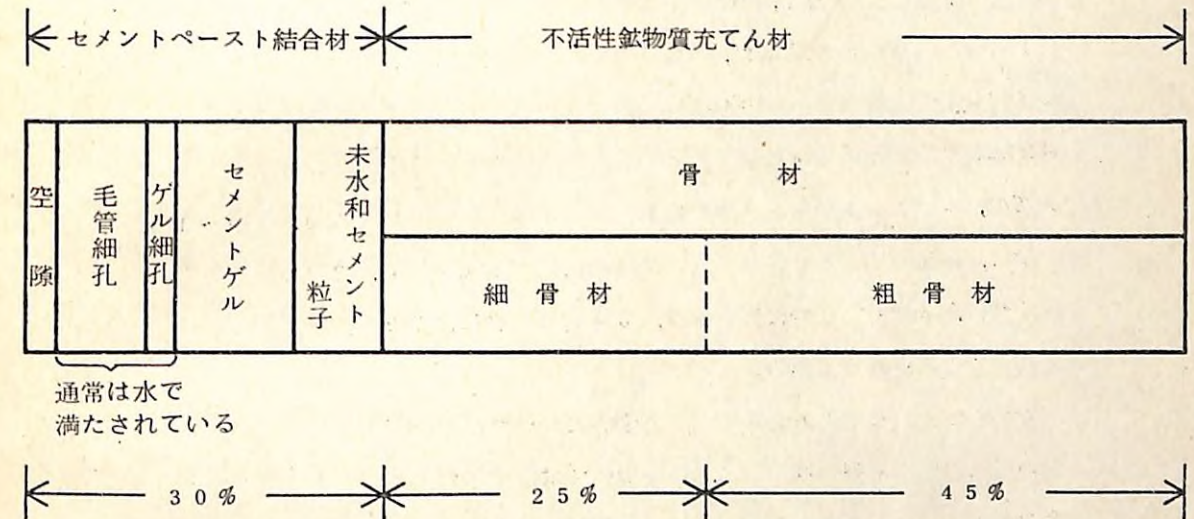 セメントペースト結合材
不活性鉱物質充てん材
空隙
毛管細孔
ゲル細孔
セメントゲル
未水和セメント
粒子
骨材
細骨材
粗骨材
通常は水で
満たされている
30%
25%
45%